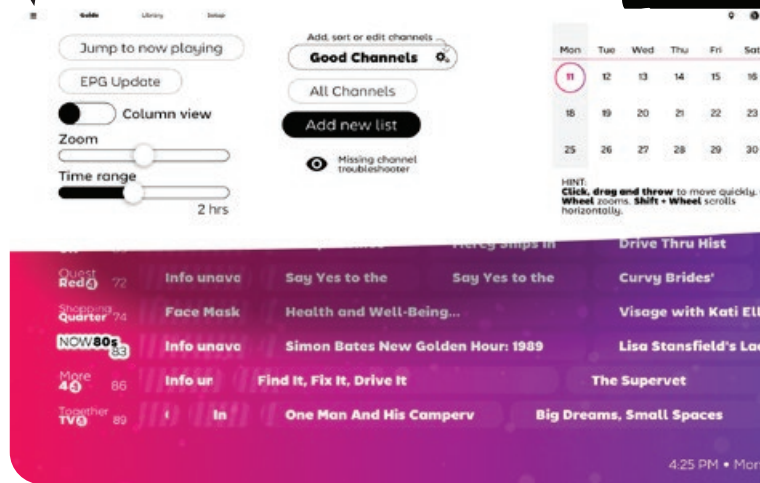 Guide Library Setup
Jump to now playing
EPG Update
Column view
Zoom
Time range
2 hrs
Add, sort or edit channels
Good Channels
All Channels
Add new list
Missing channel
troubleshooter
Mon Tue Wed Thu Fri Sat
11 12 13 14 15 16
18 19 20 21 22 23
25 26 27 28 29 30
HINT:
Click, drag and throw to move quickly.
Wheel zooms. Shift + Wheel scrolls
horizontally.
Mercy Ships in Drive Thru Hist
Quest
Red 72 Info unava Say Yes to the Say Yes to the Curvy Brides'
Shopping
Quarter 74 Face Mask Health and Well-Being... Visage with Kati Ell
NOW 80s
83 Info unava Simon Bates New Golden Hour: 1989 Lisa Stansfield's Lad
More
4 86 Info ur Find It, Fix It, Drive It The Supervet
Together
TV 89 In One Man And His Camperv Big Dreams, Small Spaces
4:25 PM • Mon